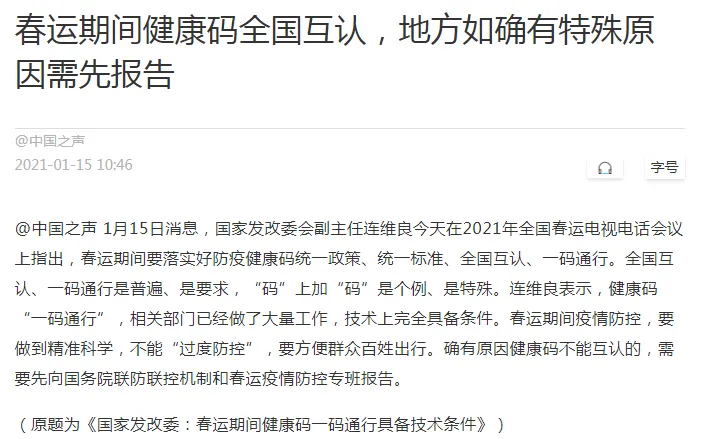 春运期间健康码全国互认，地方如确有特殊原
因需先报告
@中国之声
2021-01-15 10:46
字号
@中国之声 1月15日消息，国家发改委会副主任连维良今天在2021年全国春运电视电话会议
上指出，春运期间要落实好防疫健康码统一政策、统一标准、全国互认、一码通行。全国互
认、一码通行是普遍、是要求，“码”上加“码”是个例、是特殊。连维良表示，健康码
“一码通行”，相关部门已经做了大量工作，技术上完全具备条件。春运期间疫情防控，要
做到精准科学，不能“过度防控”，要方便群众百姓出行。确有原因健康码不能互认的，需
要先向国务院联防联控机制和春运疫情防控专班报告。
（原题为《国家发改委：春运期间健康码一码通行具备技术条件》）